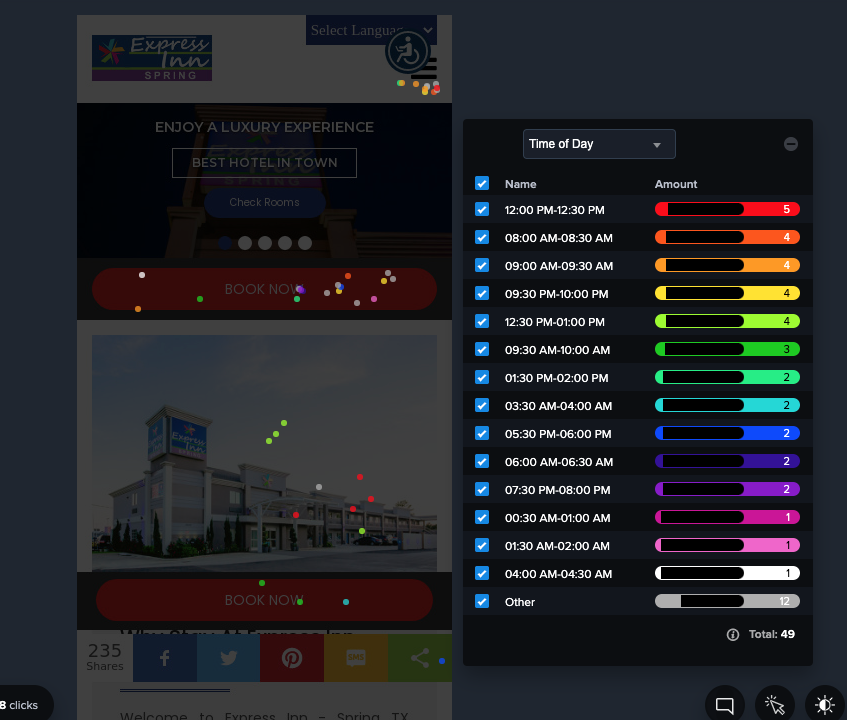 Select Language
Express
Inn
SPRING
ENJOY A LUXURY EXPERIENCE
BEST HOTEL IN TOWN
Check Rooms
BOOK NOW
Express
Inn
BOOK NOW
Why Stay At Express Inn
235
Shares
SMS
Welcome to Express Inn - Spring TX
8 clicks
Time of Day
Name Amount
12:00 PM-12:30 PM 5
08:00 AM-08:30 AM 4
09:00 AM-09:30 AM 4
09:30 PM-10:00 PM 4
12:30 PM-01:00 PM 4
09:30 AM-10:00 AM 3
01:30 PM-02:00 PM 2
03:30 AM-04:00 AM 2
05:30 PM-06:00 PM 2
06:00 AM-06:30 AM 2
07:30 PM-08:00 PM 2
00:30 AM-01:00 AM 1
01:30 AM-02:00 AM 1
04:00 AM-04:30 AM 1
Other 12
Total: 49